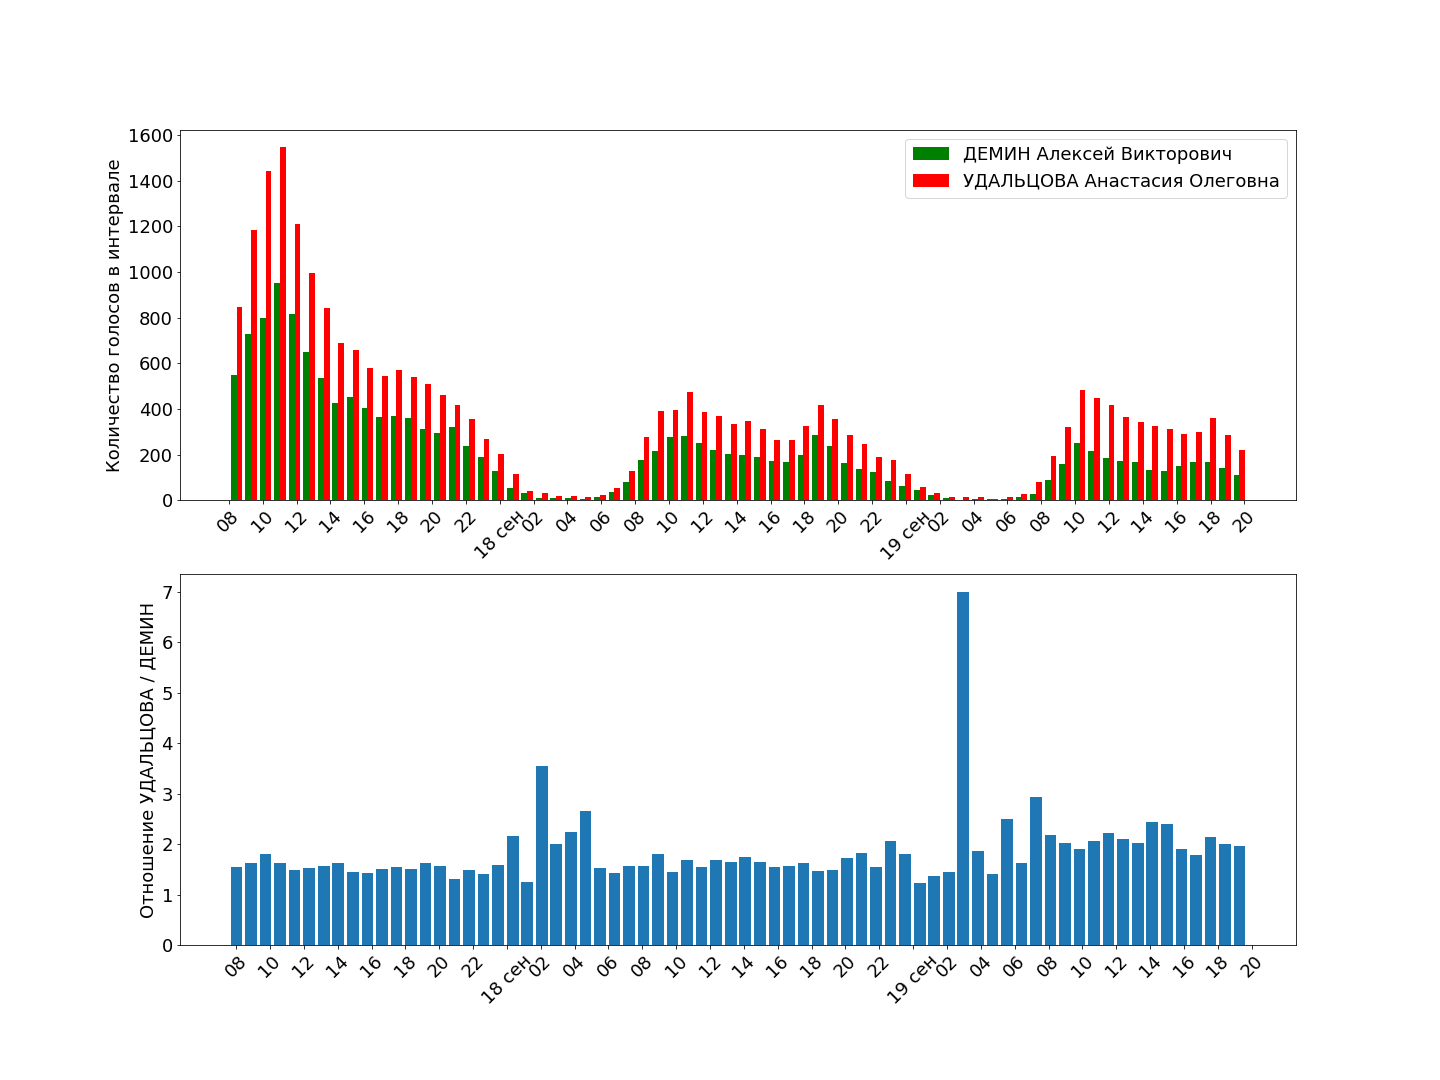 Количество голосов в интервале
1600
1400
1200
1000
800
600
400
200
0
ДЕМИН Алексей Викторович
УДАЛЬЦОВА Анастасия Олеговна
08 10 12 14 16 18 20 22 18 сен 02 04 06 08 10 12 14 16 18 20 22 19 сен 02 04 06 08 10 12 14 16 18 20
Отношение УДАЛЬЦОВА / ДЕМИН
7
6
5
4
3
2
1
0
08 10 12 14 16 18 20 22 18 сен 02 04 06 08 10 12 14 16 18 20 22 19 сен 02 04 06 08 10 12 14 16 18 20